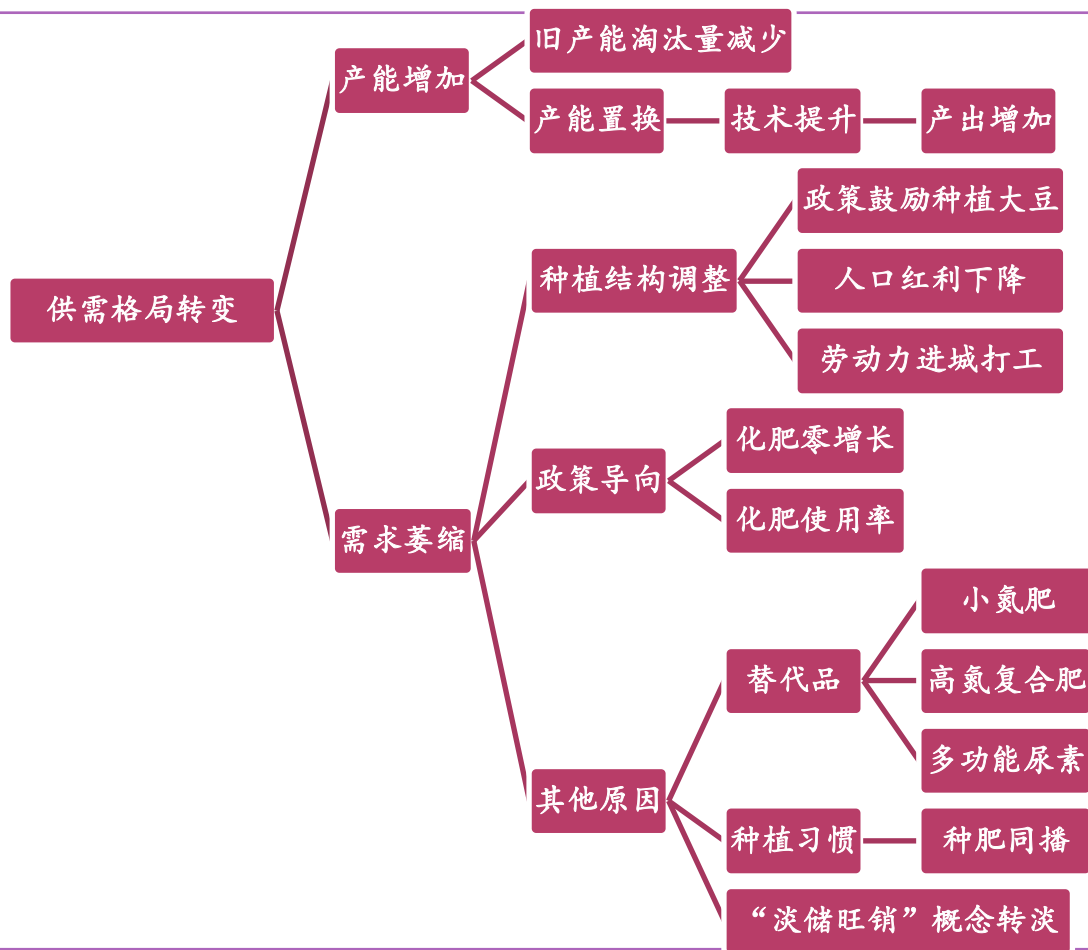 旧产能淘汰量减少
产能增加
产能置换
技术提升
产出增加
政策鼓励种植大豆
种植结构调整
人口红利下降
供需格局转变
劳动力进城打工
化肥零增长
政策导向
化肥使用率
需求萎缩
小氮肥
替代品
高氮复合肥
多功能尿素
其他原因
种植习惯
种肥同播
“淡储旺销”概念转淡